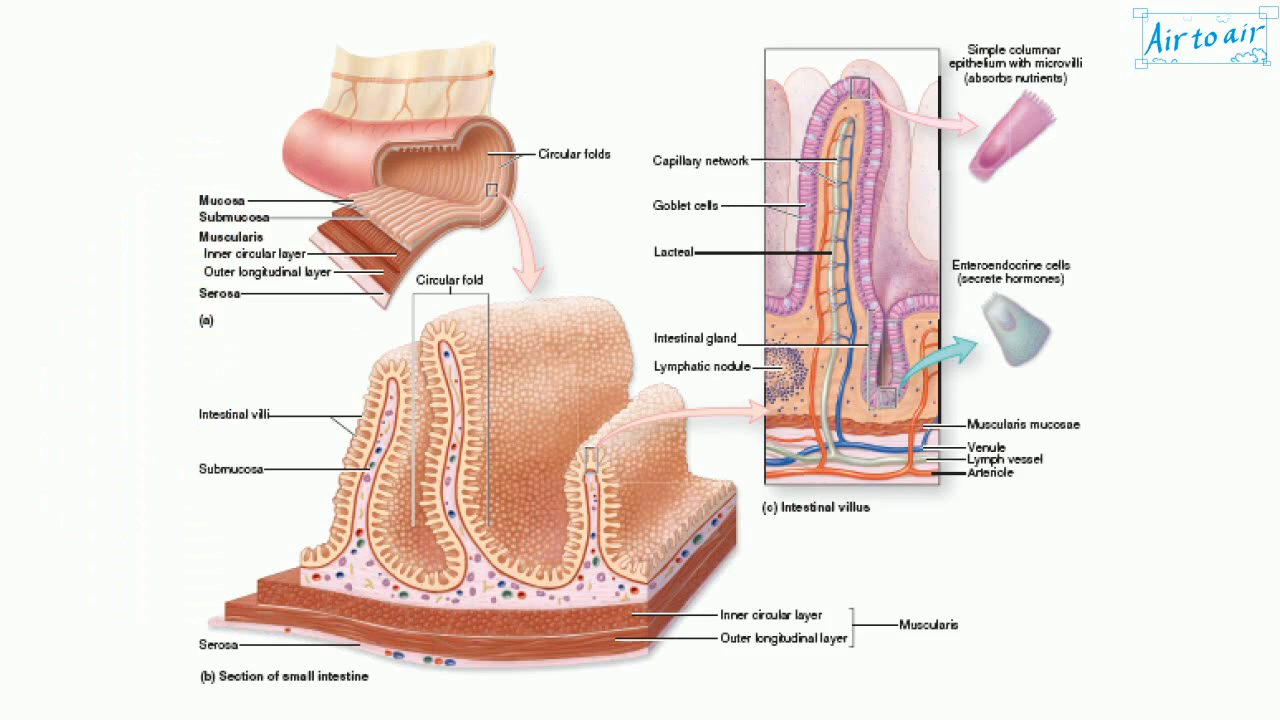 Air to air
Circular folds
Mucosa
Submucosa
Muscularis
Inner circular layer
Outer longitudinal layer
Serosa
(a)
Circular fold
Intestinal villi
Submucosa
Inner circular layer
Outer longitudinal layer
Muscularis
Serosa
(b) Section of small intestine
Simple columnar
epithelium with microvilli
(absorbs nutrients)
Capillary network
Goblet cells
Lacteal
Enteroendocrine cells
(secrete hormones)
Intestinal gland
Lymphatic nodule
Muscularis mucosae
Venule
Lymph vessel
Arteriole
(c) Intestinal villus